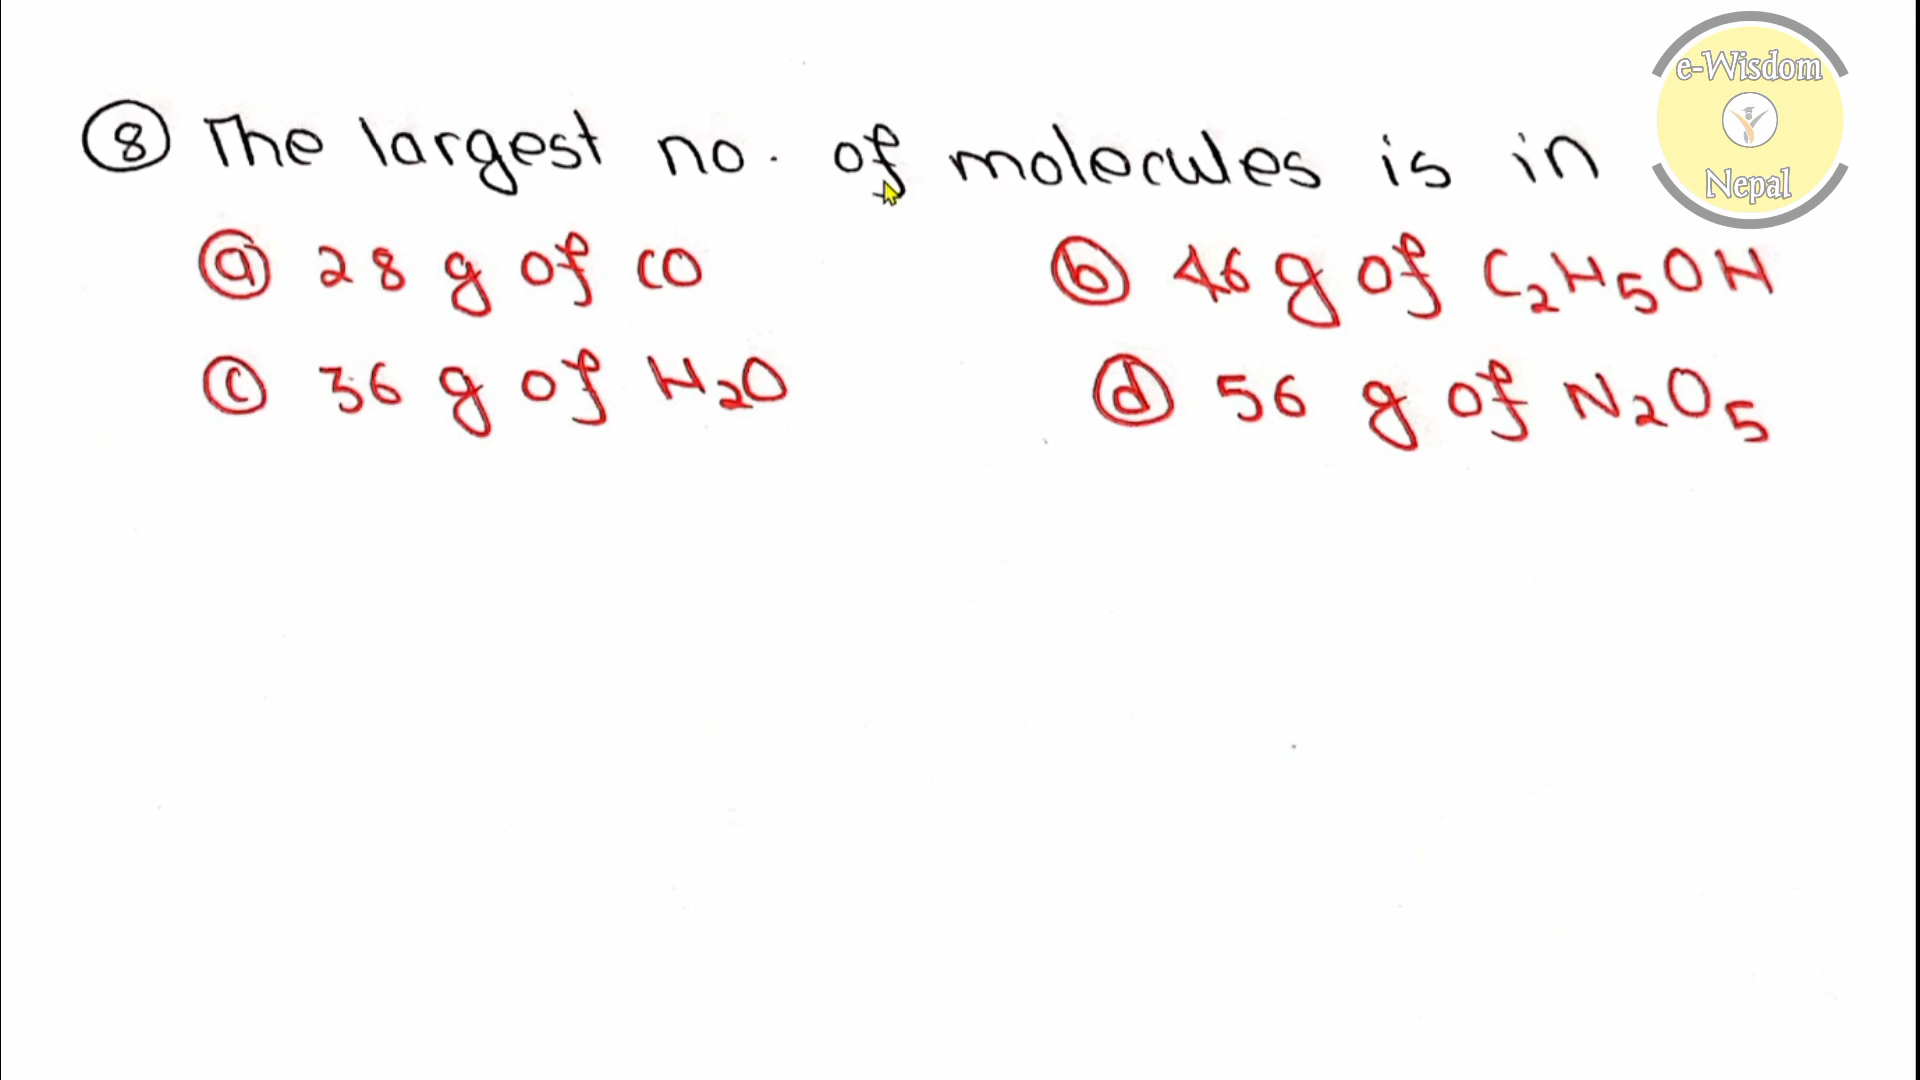 e-Wisdom
Nepal
8 The largest no. of molecules is in
a 28 g of CO
b 46 g of C₂H₅OH
c 36 g of H₂O
d 56 g of N₂O₅